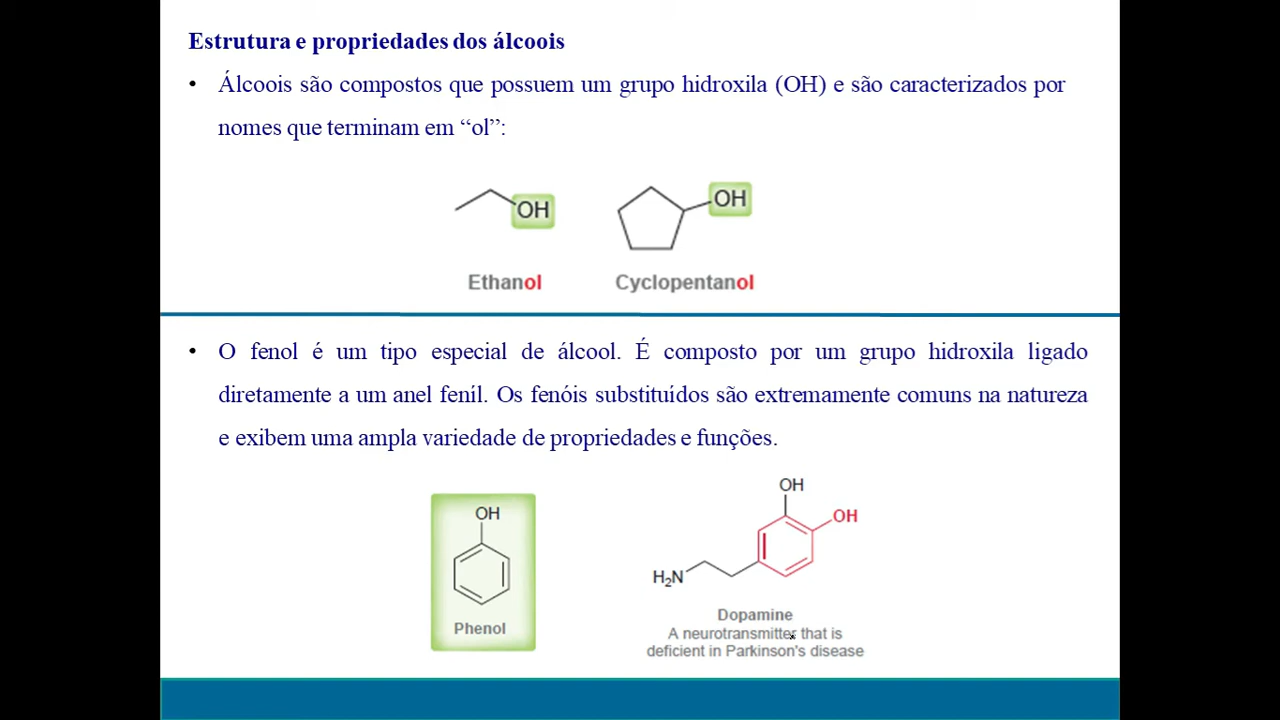 Estrutura e propriedades dos álcoois
• Álcoois são compostos que possuem um grupo hidroxila (OH) e são caracterizados por
nomes que terminam em “ol”:
OH
OH
Ethanol
Cyclopentanol
• O fenol é um tipo especial de álcool. É composto por um grupo hidroxila ligado
diretamente a um anel fenil. Os fenóis substituídos são extremamente comuns na natureza
e exibem uma ampla variedade de propriedades e funções.
OH
Phenol
OH
OH
H₂N
Dopamine
A neurotransmitter that is
deficient in Parkinson's disease